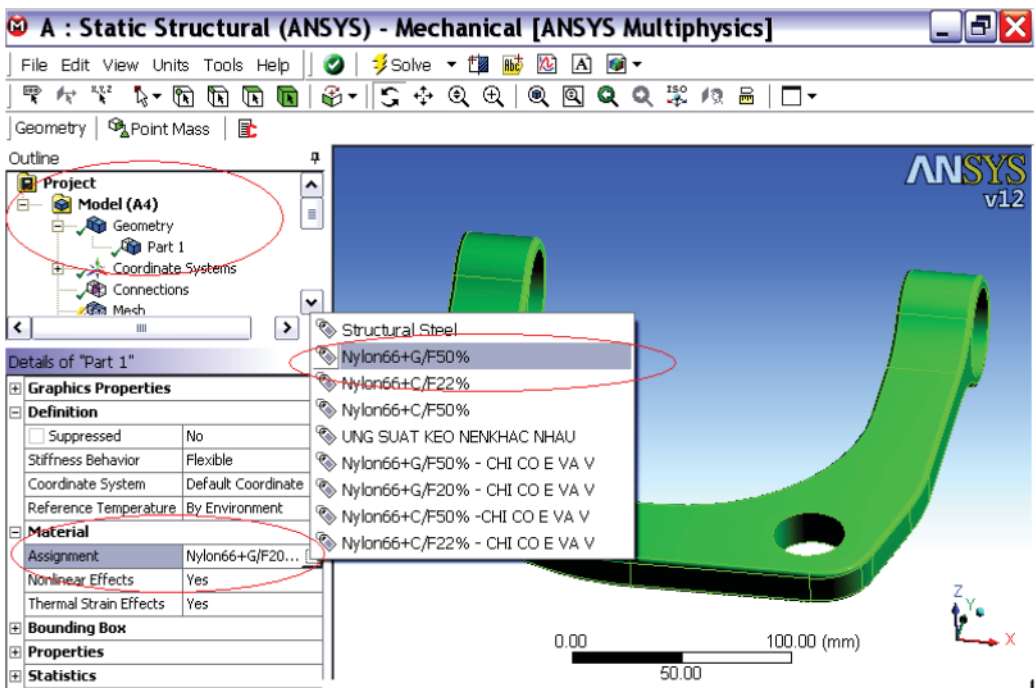 A : Static Structural (ANSYS) - Mechanical [ANSYS Multiphysics]
File Edit View Units Tools Help Solve
Geometry Point Mass
Outline
Project
Model (A4)
Geometry
Part 1
Coordinate Systems
Connections
Mesh
ANSYS
v12
Structural Steel
Nylon66+G/F50%
Nylon66+C/F22%
Nylon66+C/F50%
UNG SUAT KEO NENKHAC NHAU
Nylon66+G/F50% - CHI CO E VA V
Nylon66+G/F20% - CHI CO E VA V
Nylon66+C/F50% -CHI CO E VA V
Nylon66+C/F22% - CHI CO E VA V
Details of "Part 1"
Graphics Properties
Definition
Suppressed No
Stiffness Behavior Flexible
Coordinate System Default Coordinate
Reference Temperature By Environment
Material
Assignment Nylon66+G/F20...
Nonlinear Effects Yes
Thermal Strain Effects Yes
Bounding Box
Properties
Statistics
0.00 100.00 (mm)
50.00
Z
Y
X